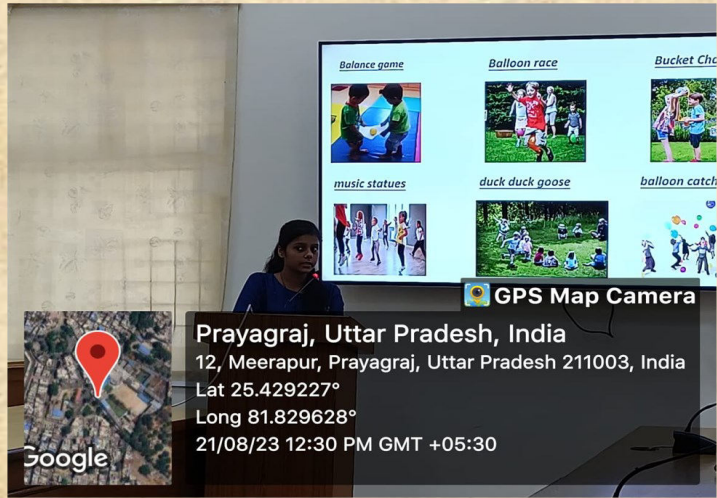 Balance game
Balloon race
Bucket
music statues
duck duck goose
balloon catch
GPS Map Camera
Prayagraj, Uttar Pradesh, India
12, Meerapur, Prayagraj, Uttar Pradesh 211003, India
Lat 25.429227°
Long 81.829628°
21/08/23 12:30 PM GMT +05:30
Google